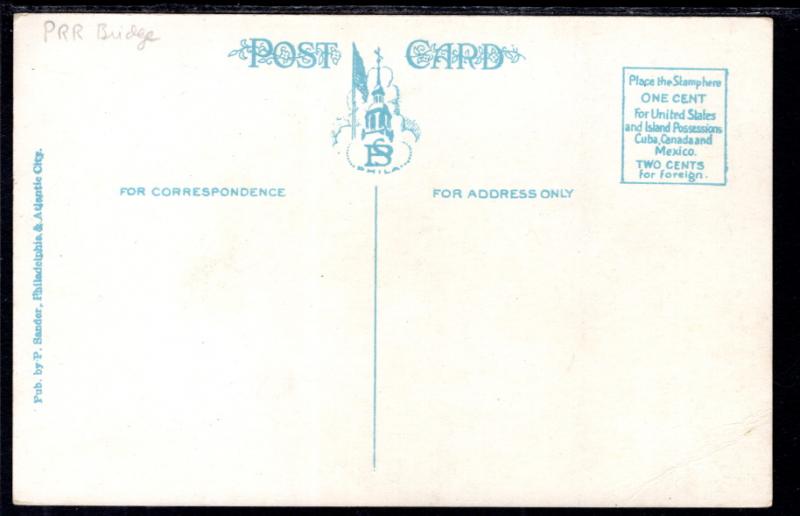 PRR Bridge
POST CARD
PS
PHILA.
Place the Stamp here
ONE CENT
For United States
and Island Possessions
Cuba, Canada and
Mexico.
TWO CENTS
for Foreign.
FOR CORRESPONDENCE
FOR ADDRESS ONLY
Pub. by P. Sander, Philadelphia & Atlantic City.